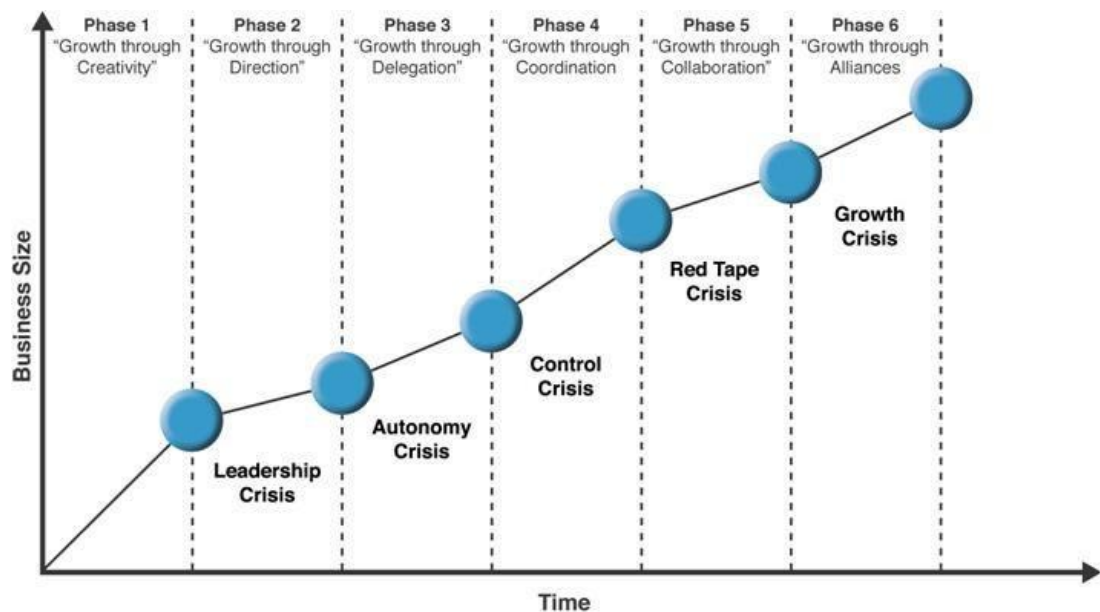 Phase 1
“Growth through
Creativity”
Phase 2
“Growth through
Direction”
Phase 3
“Growth through
Delegation”
Phase 4
“Growth through
Coordination
Phase 5
“Growth through
Collaboration”
Phase 6
“Growth through
Alliances
Business Size
Leadership
Crisis
Autonomy
Crisis
Control
Crisis
Red Tape
Crisis
Growth
Crisis
Time